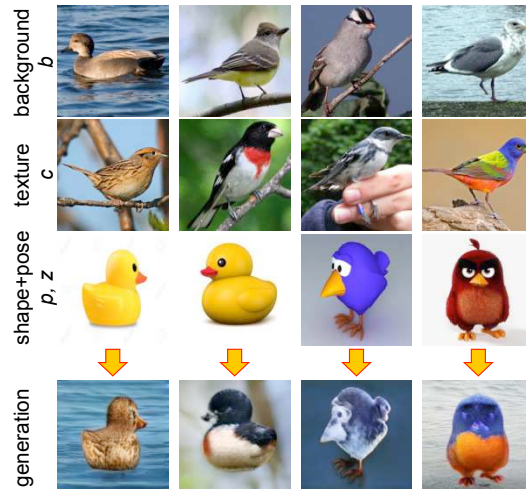 background
b
texture
c
shape+pose
p, z
generation